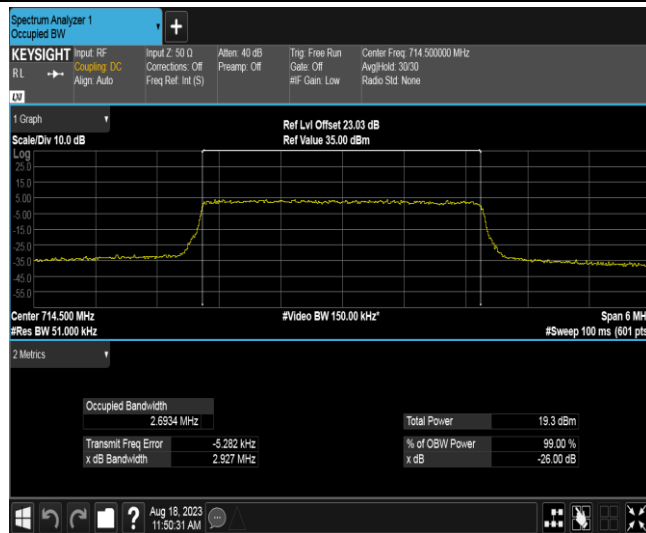 Spectrum Analyzer 1
Occupied BW
+
KEYSIGHT
RL
Input: RF
Coupling: DC
Align: Auto
Input Z: 50 Ω
Corrections: Off
Freq Ref: Int (S)
Atten: 40 dB
Preamp: Off
Trig: Free Run
Gate: Off
#IF Gain: Low
Center Freq: 714.500000 MHz
Avg|Hold: 30/30
Radio Std: None
1 Graph
Scale/Div 10.0 dB
Ref Lvl Offset 23.03 dB
Ref Value 35.00 dBm
Log
25.0
15.0
5.00
-5.00
-15.0
-25.0
-35.0
-45.0
-55.0
Center 714.500 MHz
#Video BW 150.00 kHz*
Span 6 MH
#Res BW 51.000 kHz
#Sweep 100 ms (601 pts
2 Metrics
Occupied Bandwidth
2.6934 MHz
Total Power 19.3 dBm
Transmit Freq Error -5.282 kHz
% of OBW Power 99.00 %
x dB Bandwidth 2.927 MHz
x dB -26.00 dB
?
Aug 18, 2023
11:50:31 AM